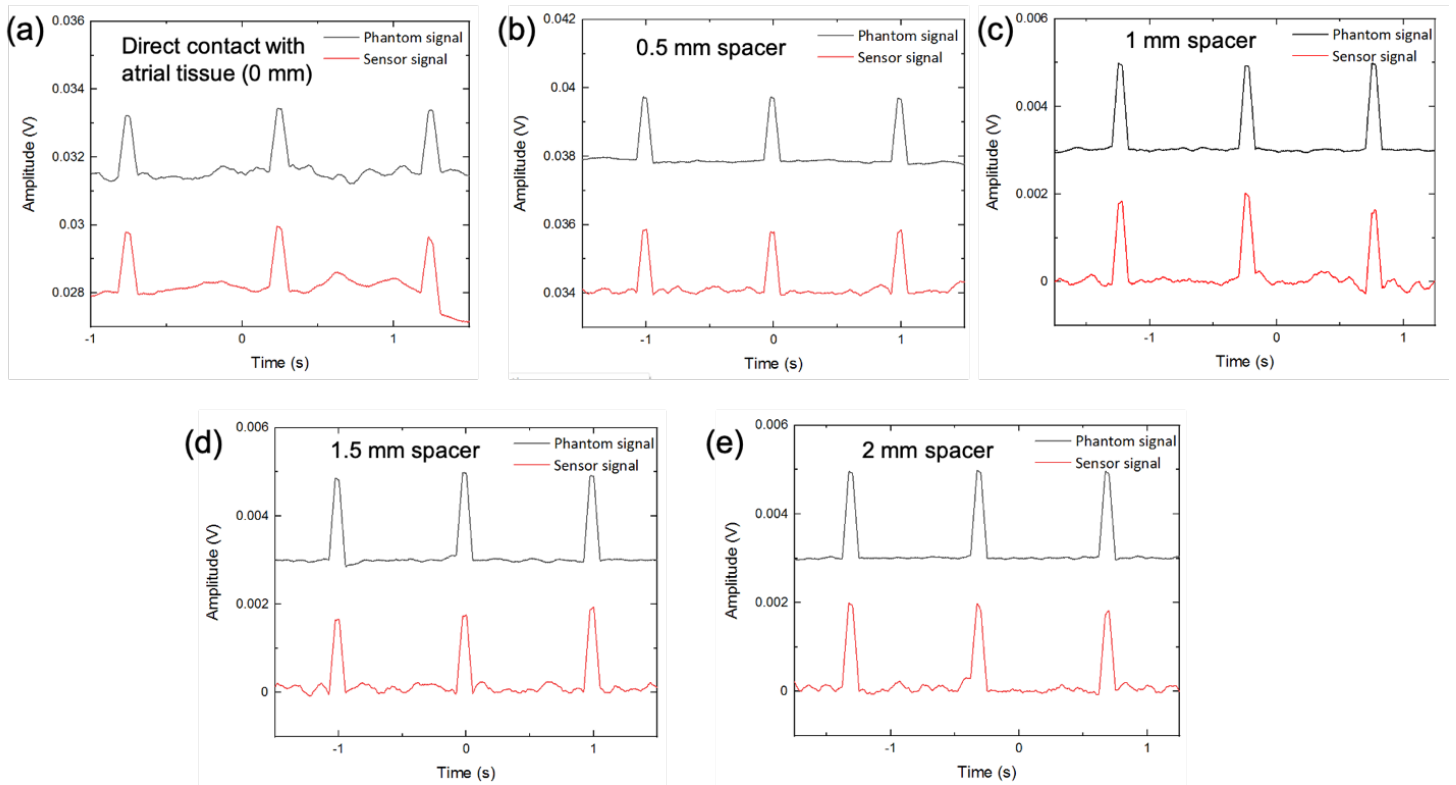 (a)
Direct contact with
atrial tissue (0 mm)
Phantom signal
Sensor signal
0.036
0.034
0.032
0.03
0.028
Amplitude (V)
-1
0
1
Time (s)
(b)
0.5 mm spacer
Phantom signal
Sensor signal
0.042
0.04
0.038
0.036
0.034
Amplitude (V)
-1
0
1
Time (s)
(c)
1 mm spacer
Phantom signal
Sensor signal
0.006
0.004
0.002
0
Amplitude (V)
-1
0
1
Time (s)
(d)
1.5 mm spacer
Phantom signal
Sensor signal
0.006
0.004
0.002
0
Amplitude (V)
-1
0
1
Time (s)
(e)
2 mm spacer
Phantom signal
Sensor signal
0.006
0.004
0.002
0
Amplitude (V)
-1
0
1
Time (s)